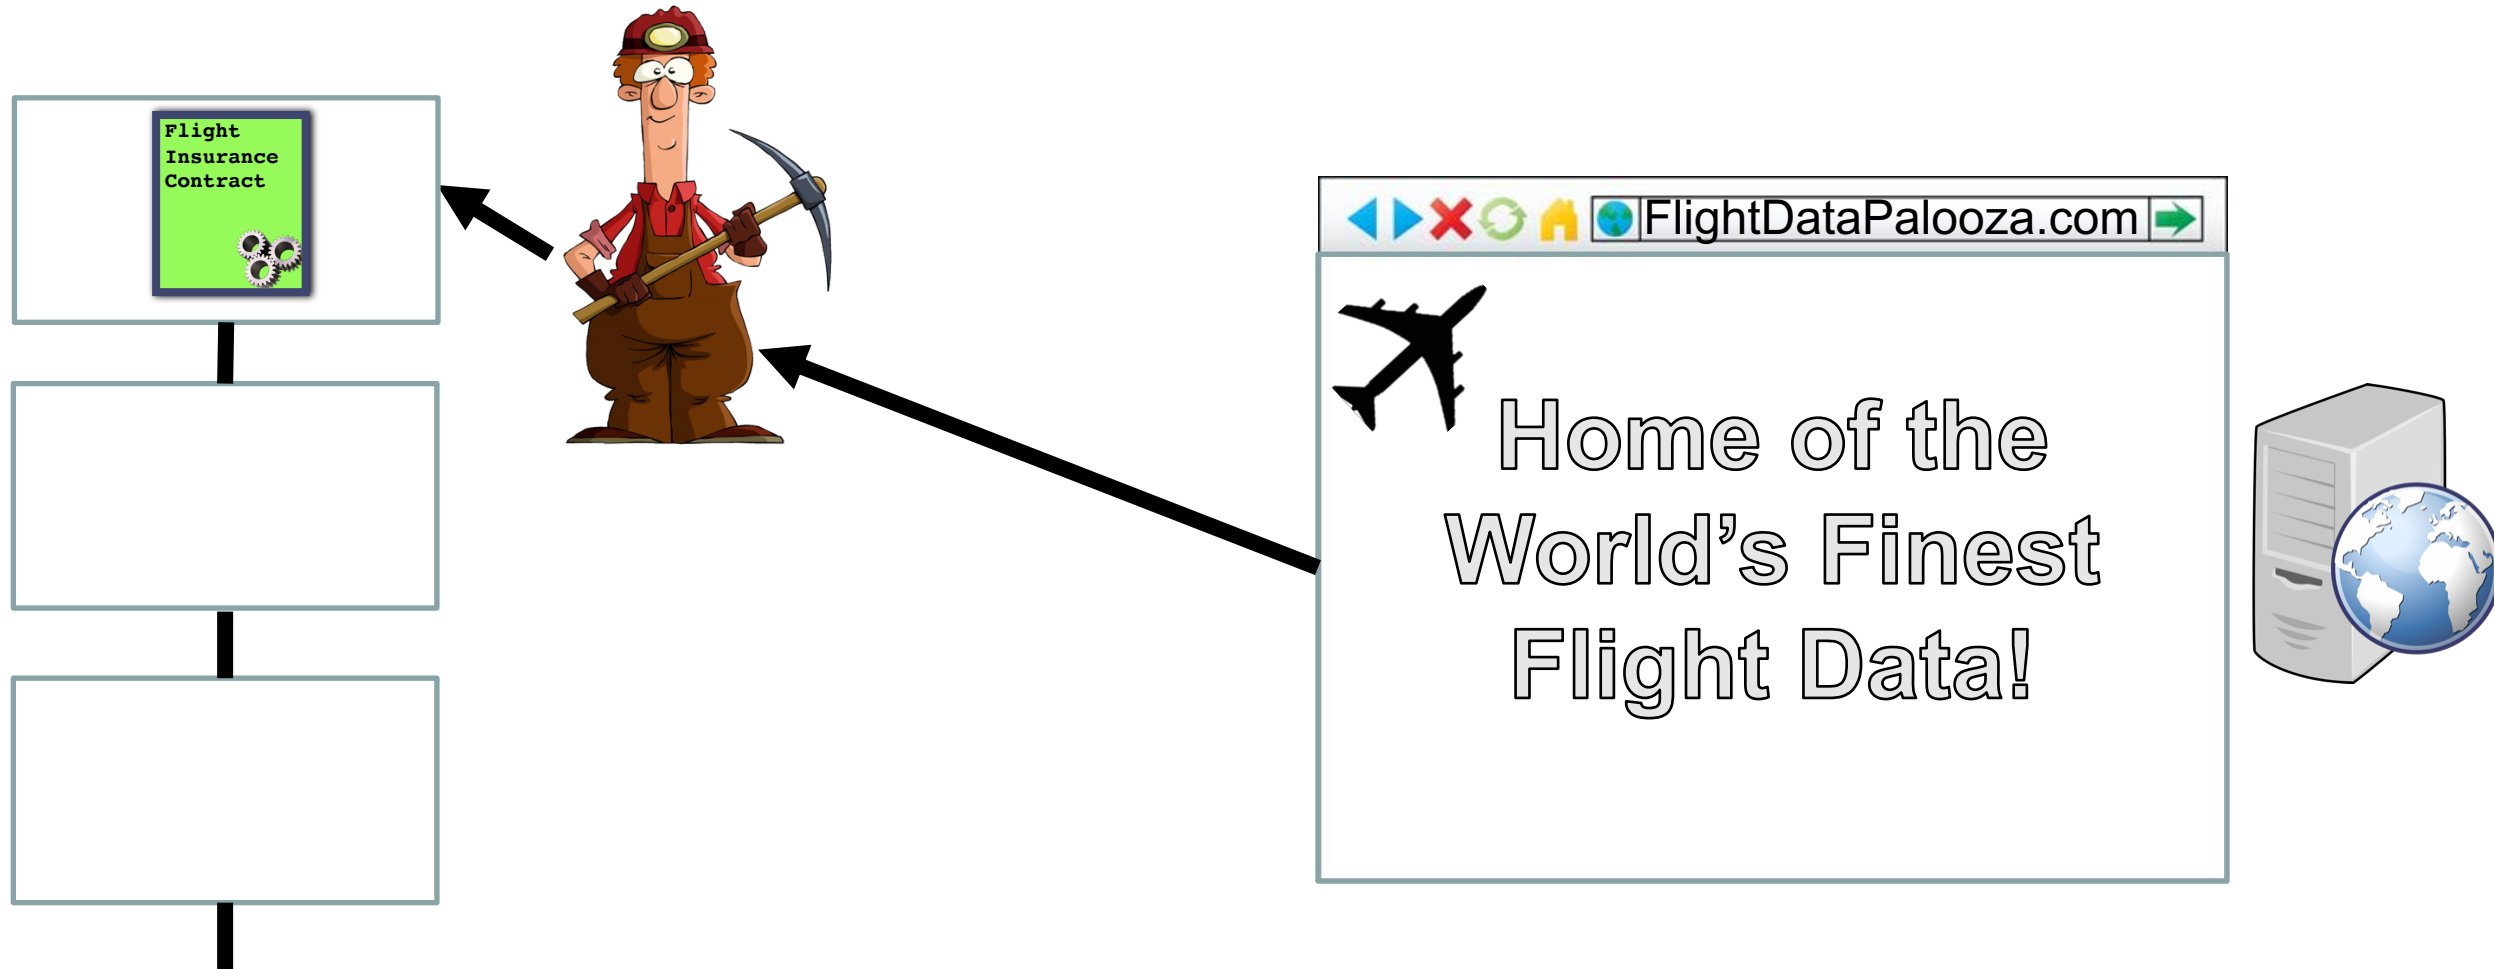 Flight
Insurance
Contract
FlightDataPalooza.com
Home of the
World’s Finest
Flight Data!